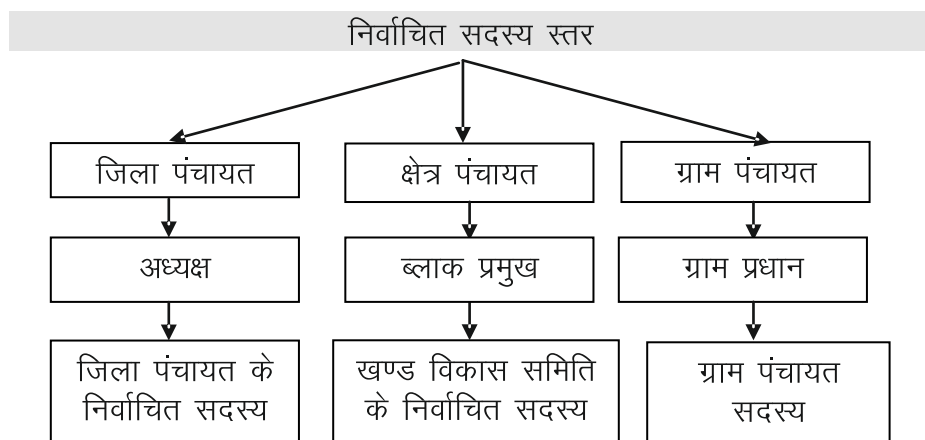 निर्वाचित सदस्य स्तर
जिला पंचायत
क्षेत्र पंचायत
ग्राम पंचायत
अध्यक्ष
ब्लाक प्रमुख
ग्राम प्रधान
जिला पंचायत के
निर्वाचित सदस्य
खण्ड विकास समिति
के निर्वाचित सदस्य
ग्राम पंचायत
सदस्य